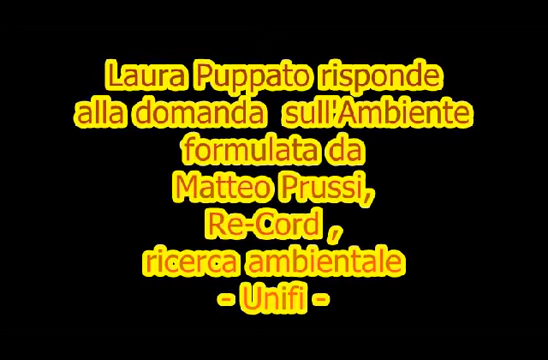 Laura Puppato risponde
alla domanda  sull'Ambiente
formulata da
Matteo Prussi,
Re-Cord ,
ricerca ambientale
- Unifi -